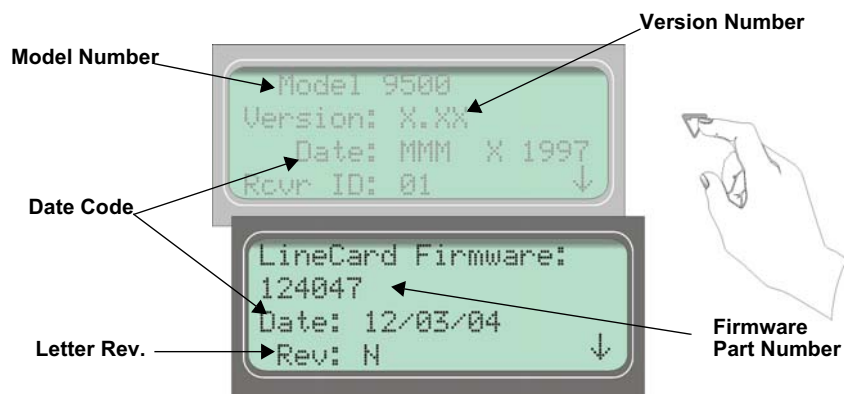 Version Number
Model Number
Model 9500
Version: X.XX
Date: MMM X 1997
Rcvr ID: 01 ↓
Date Code
LineCard Firmware:
124047
Date: 12/03/04
Rev: N ↓
Firmware
Part Number
Letter Rev.